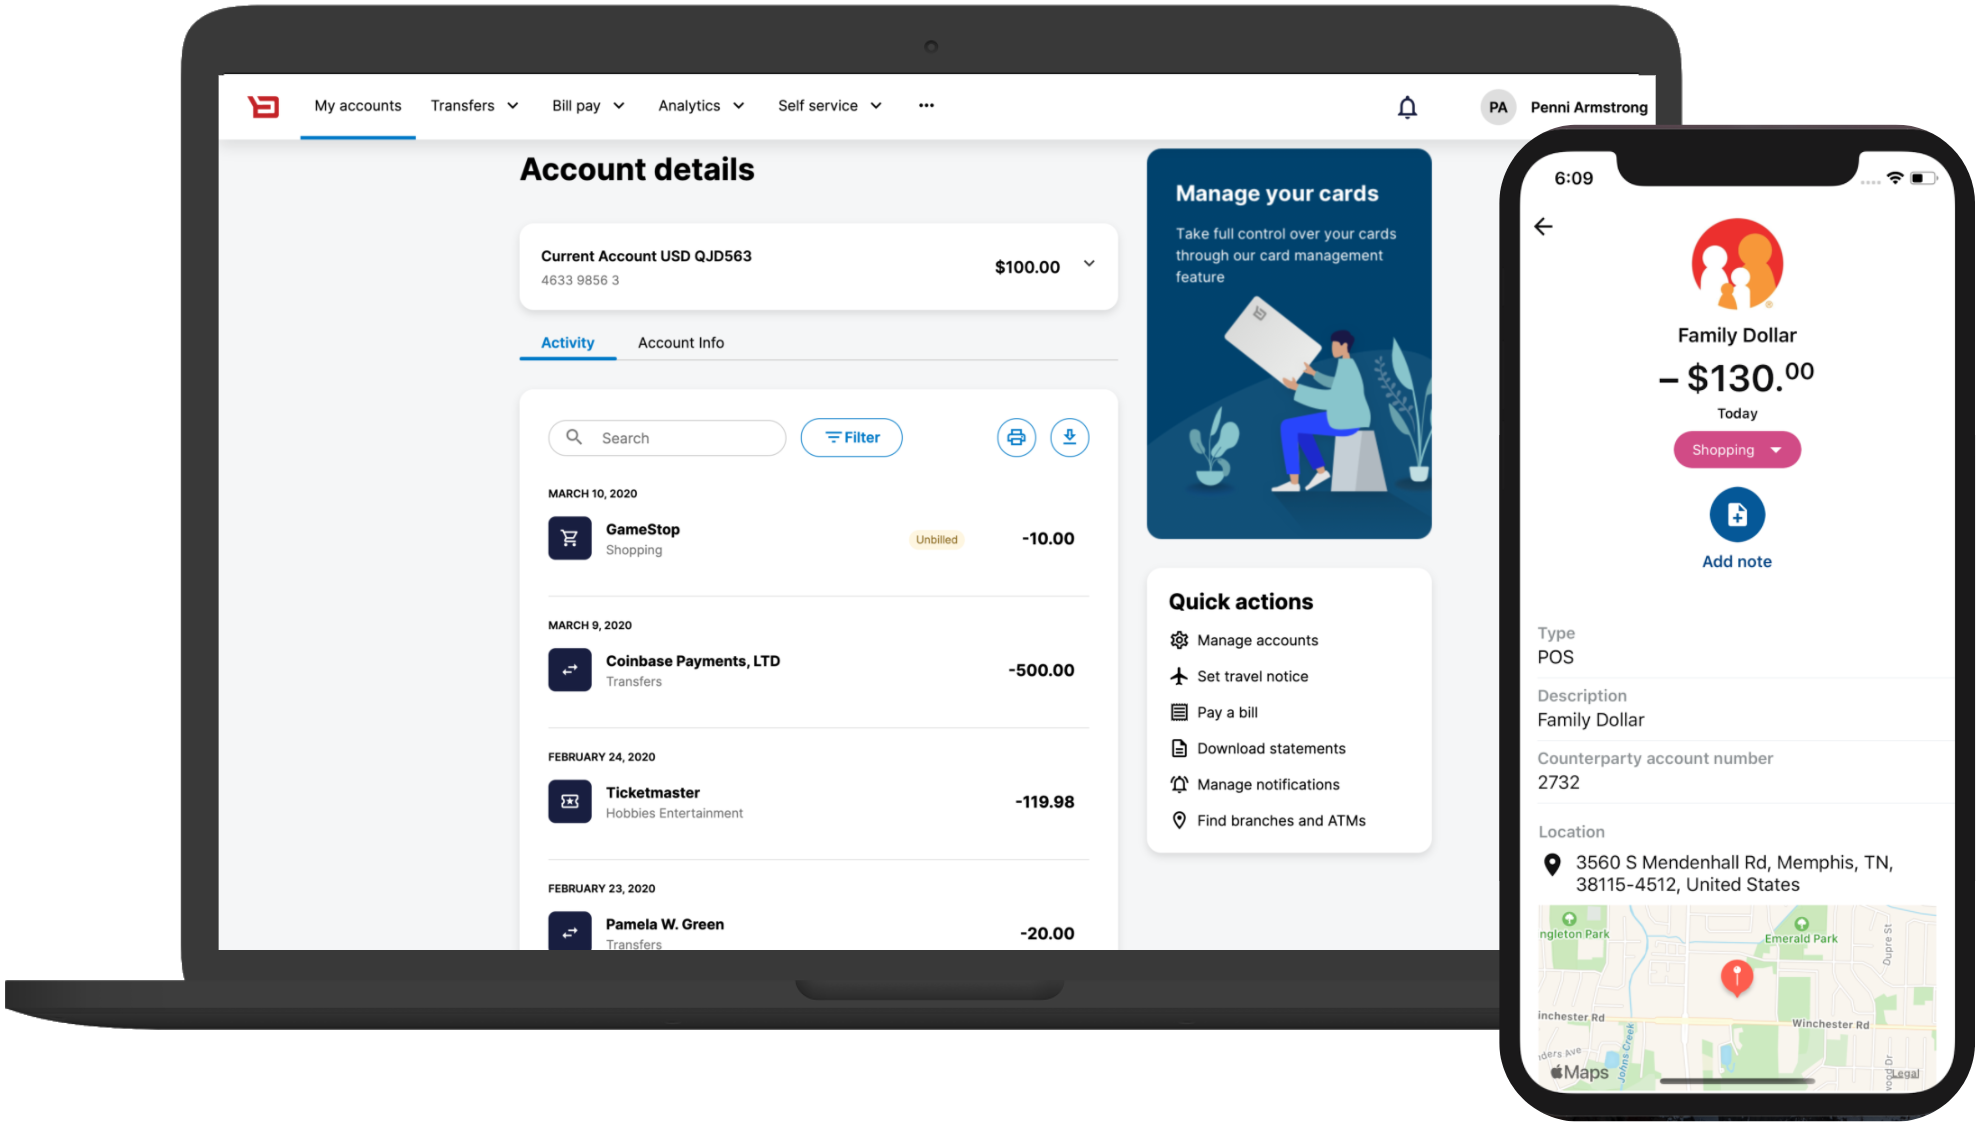 My accounts
Transfers
Bill pay
Analytics
Self service
PA
Penni Armstrong
Account details
Current Account USD QJD563
4633 9856 3
$100.00
Activity
Account Info
Search
Filter
MARCH 10, 2020
GameStop
Shopping
Unbilled
-10.00
MARCH 9, 2020
Coinbase Payments, LTD
Transfers
-500.00
FEBRUARY 24, 2020
Ticketmaster
Hobbies Entertainment
-119.98
FEBRUARY 23, 2020
Pamela W. Green
Transfers
-20.00
Manage your cards
Take full control over your cards
through our card management
feature
Quick actions
Manage accounts
Set travel notice
Pay a bill
Download statements
Manage notifications
Find branches and ATMs
6:09
Family Dollar
– $130.00
Today
Shopping
Add note
Type
POS
Description
Family Dollar
Counterparty account number
2732
Location
3560 S Mendenhall Rd, Memphis, TN,
38115-4512, United States
ngleton Park
Emerald Park
Dupre St
inchester Rd
Winchester Rd
ders Ave
Johns Creek
wood Dr
Maps
Legal